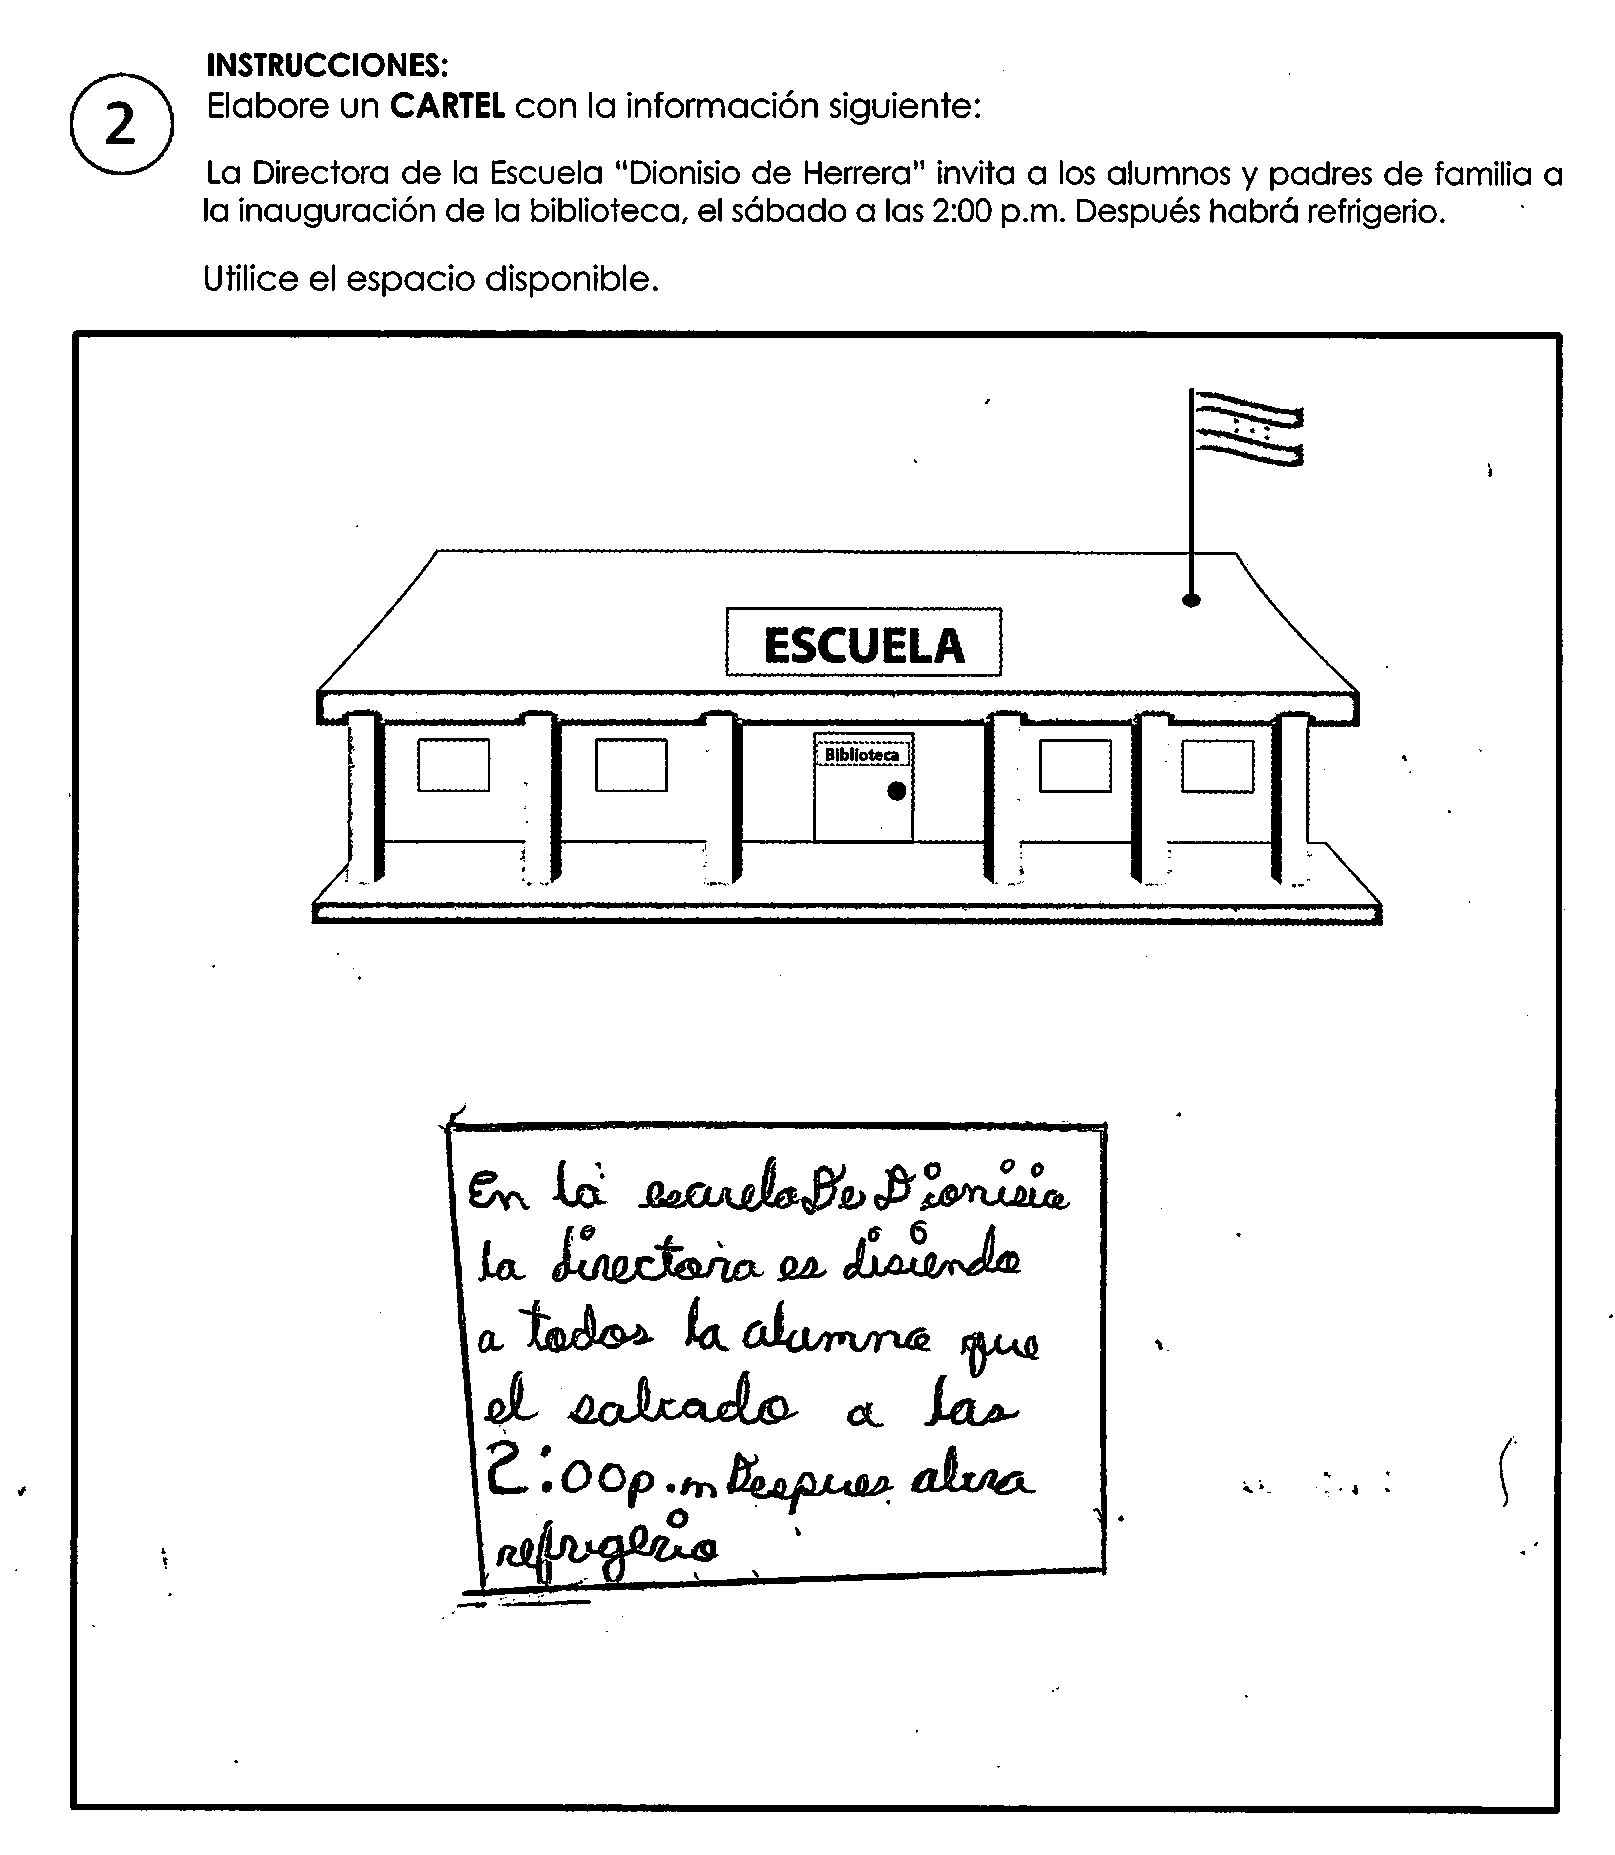 INSTRUCCIONES:
2
Elabore un CARTEL con la información siguiente:
La Directora de la Escuela "Dionisio de Herrera" invita a los alumnos y padres de familia a
la inauguración de la biblioteca, el sábado a las 2:00 p.m. Después habrá refrigerio.
Utilice el espacio disponible.
ESCUELA
Biblioteca
En la escuela De Dionisio
la directora es disiendo
a todos la alumno que
el sabado a las
2:00 p.m Despues abra
refrigerio